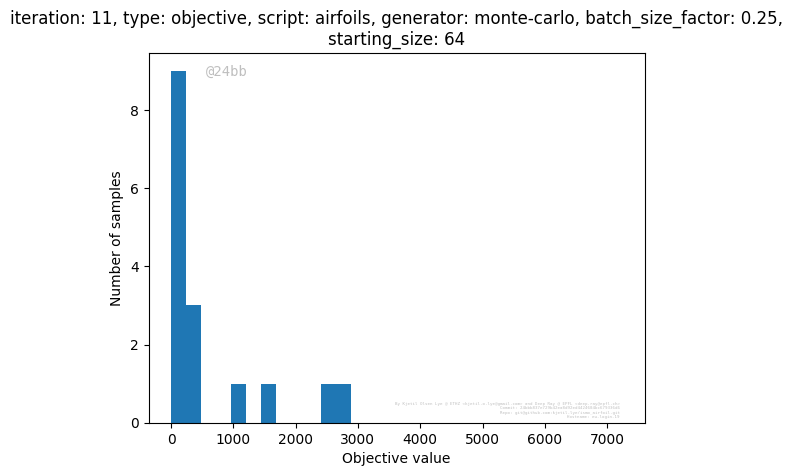 iteration: 11, type: objective, script: airfoils, generator: monte-carlo, batch_size_factor: 0.25,
starting_size: 64
@24bb
8
6
4
2
0
Number of samples
0 1000 2000 3000 4000 5000 6000 7000
Objective value